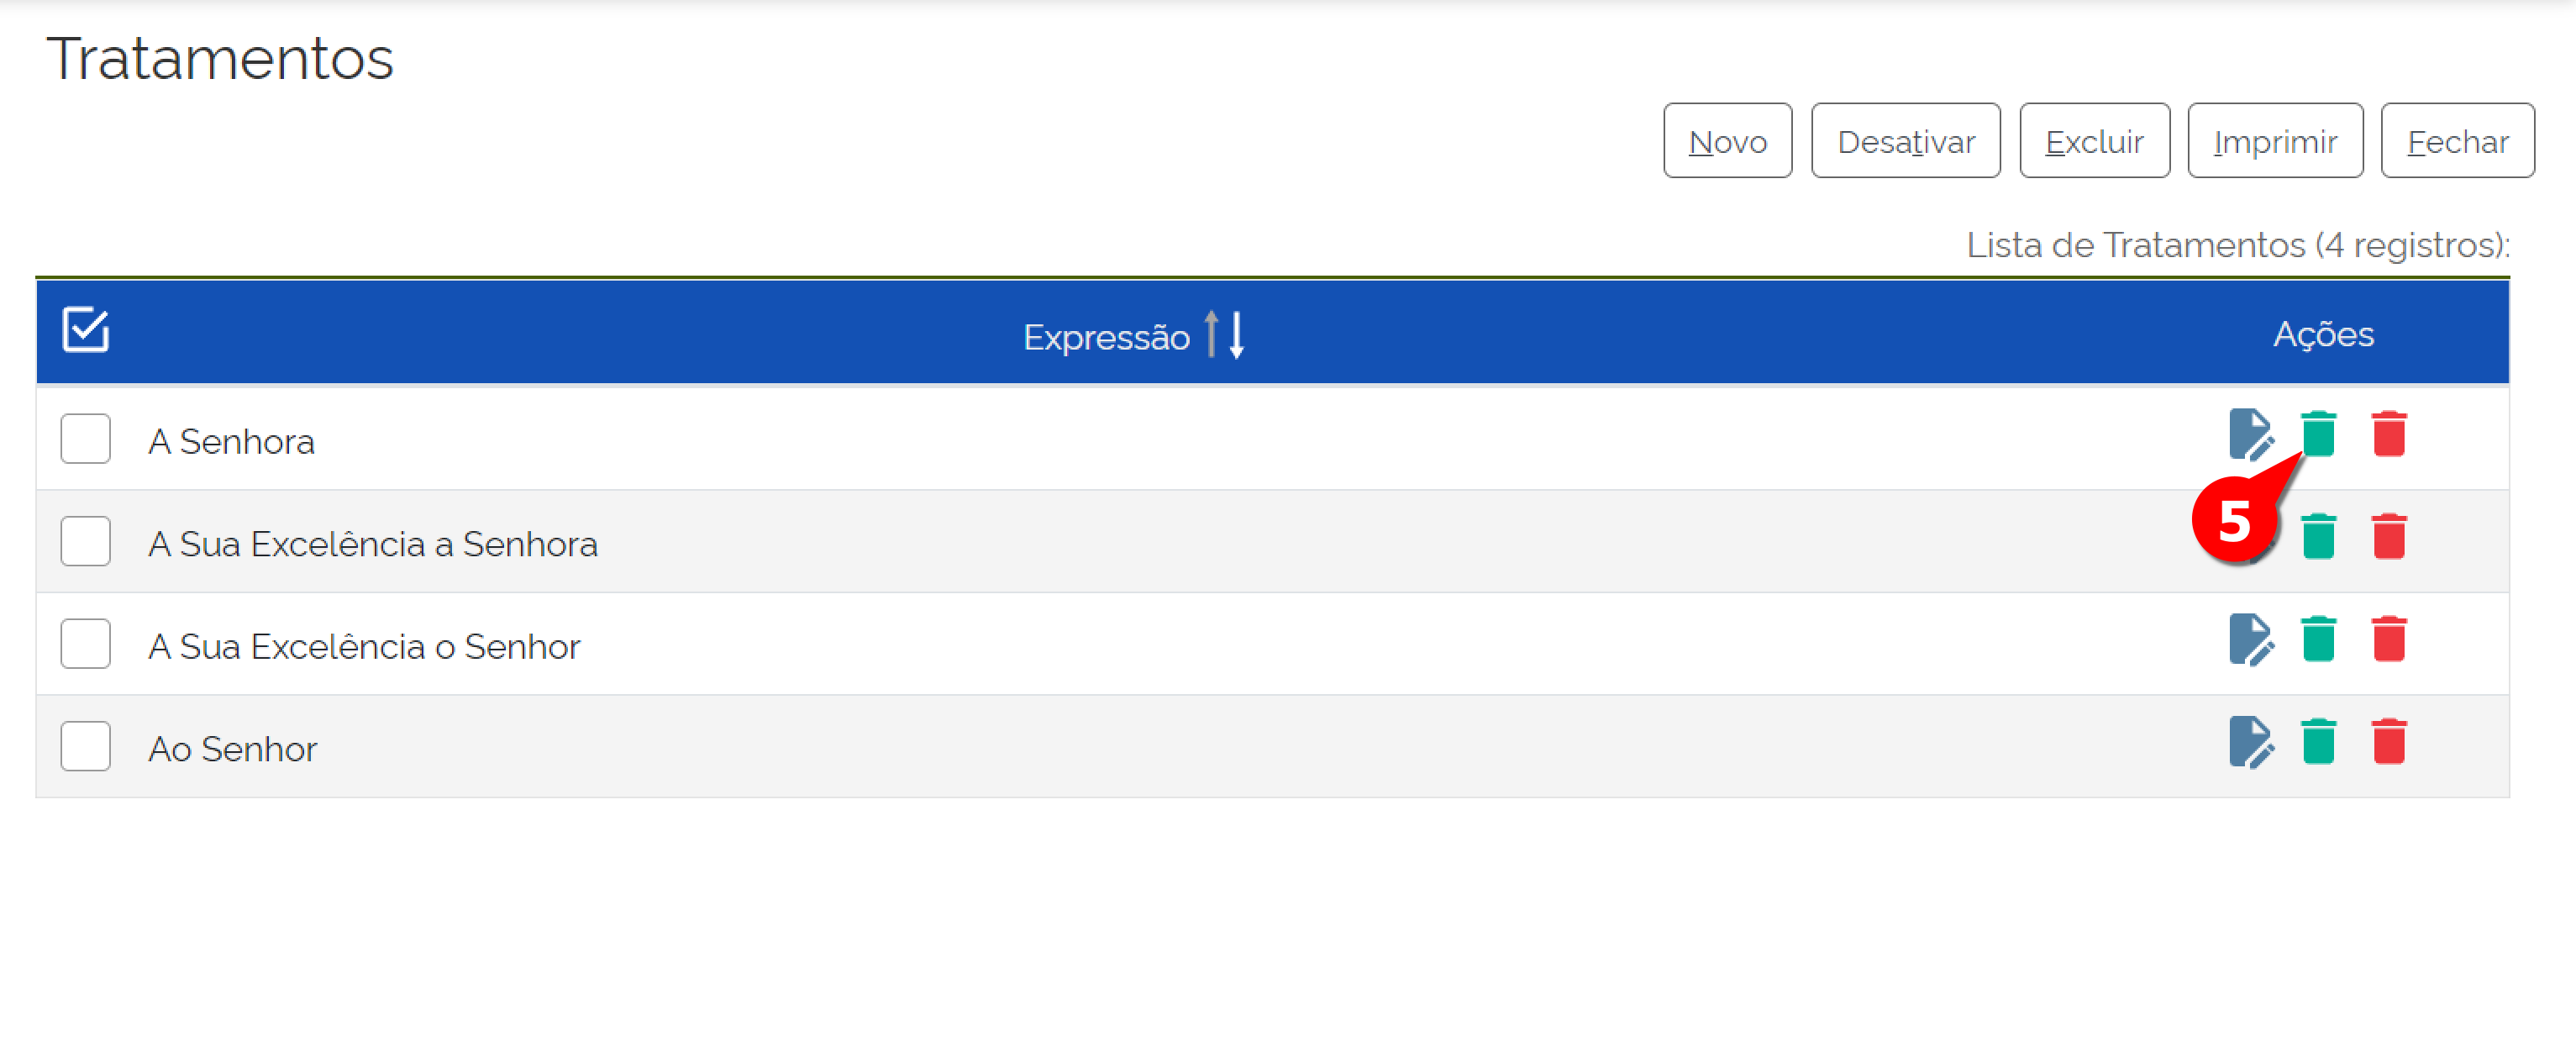 Tratamentos
Novo Desativar Excluir Imprimir Fechar
Lista de Tratamentos (4 registros):
Expressão Ações
A Senhora
5
A Sua Excelência a Senhora
A Sua Excelência o Senhor
Ao Senhor